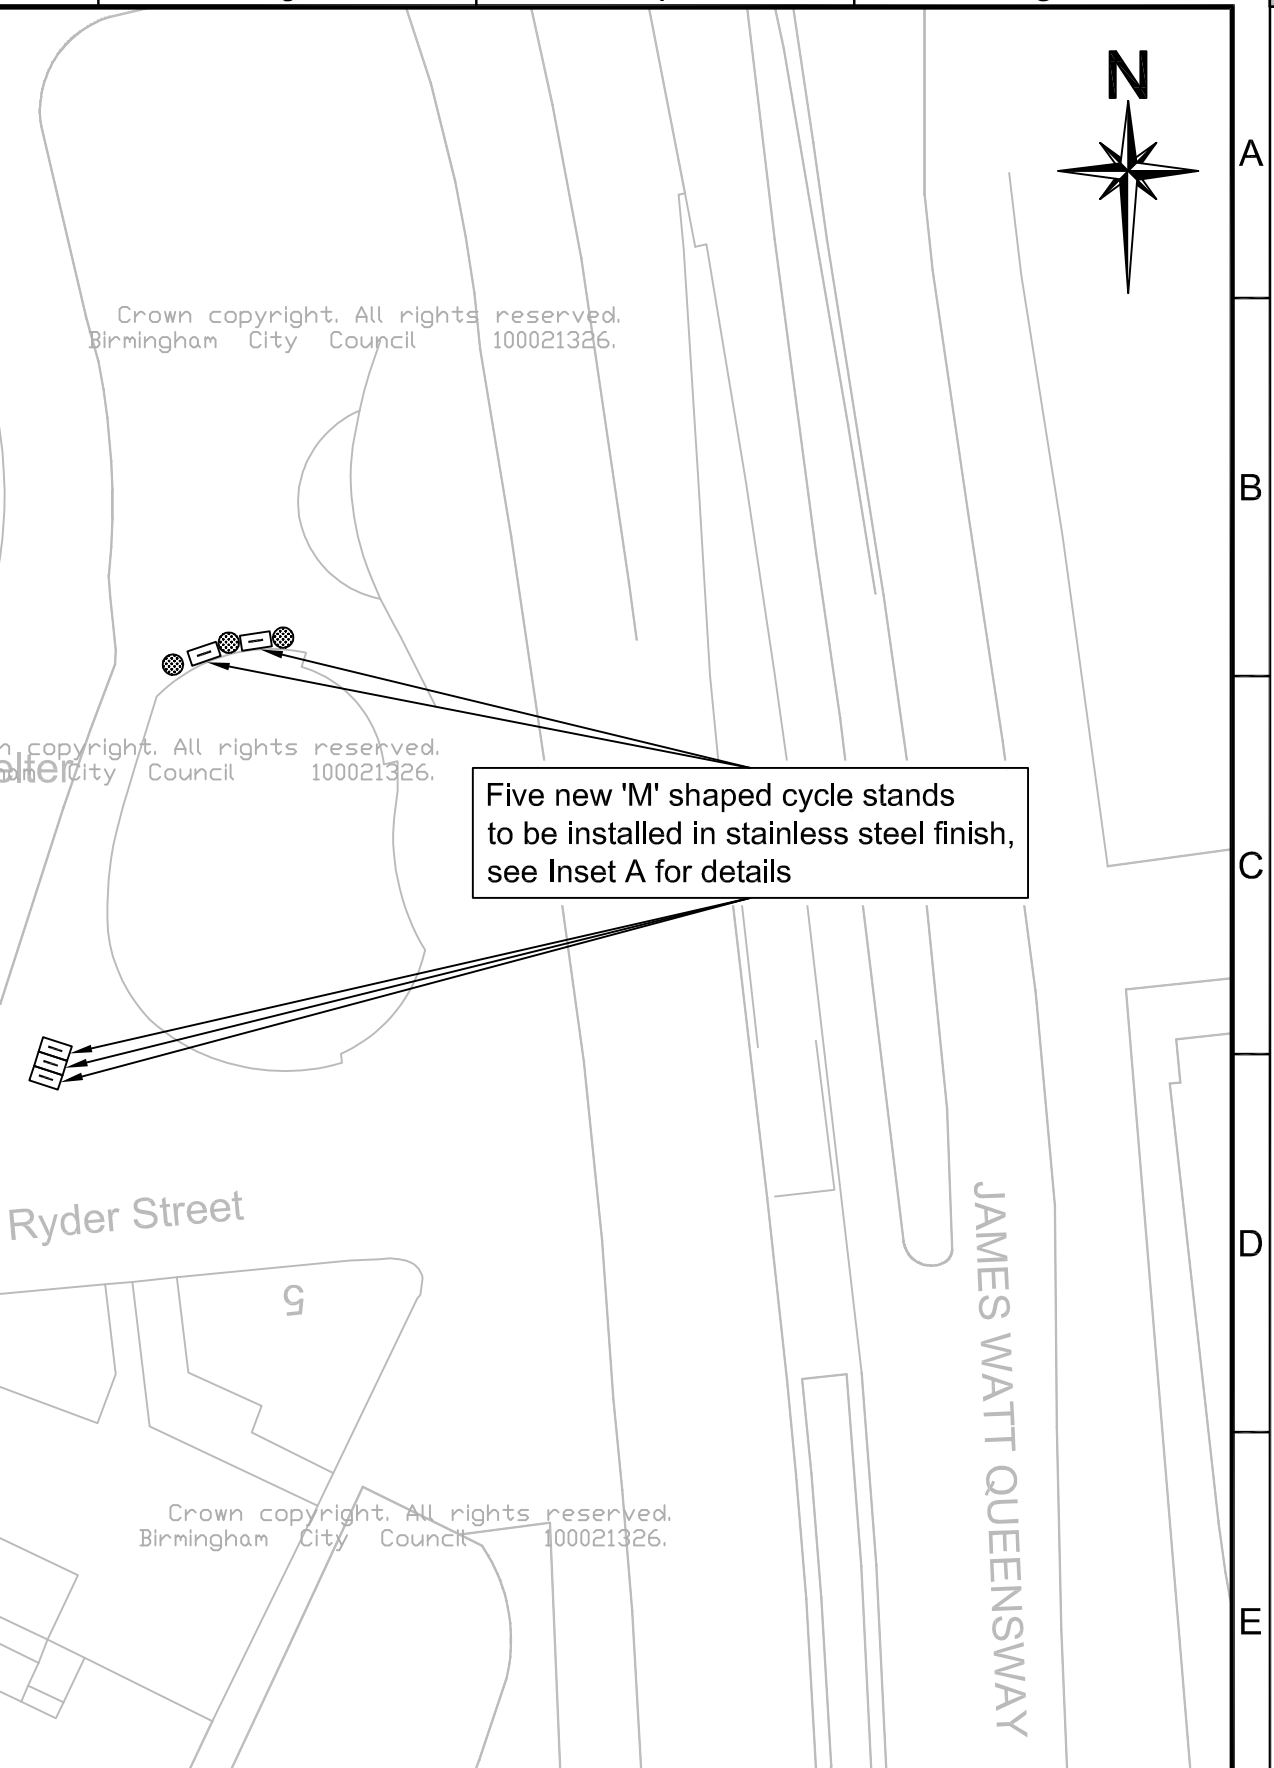 N
A
Crown copyright. All rights reserved.
Birmingham City Council 100021326.
B
copyright. All rights reserved.
City Council 100021326.
Five new 'M' shaped cycle stands
to be installed in stainless steel finish,
see Inset A for details
C
Ryder Street
D
5
JAMES WATT QUEENSWAY
Crown copyright. All rights reserved.
Birmingham City Council 100021326.
E